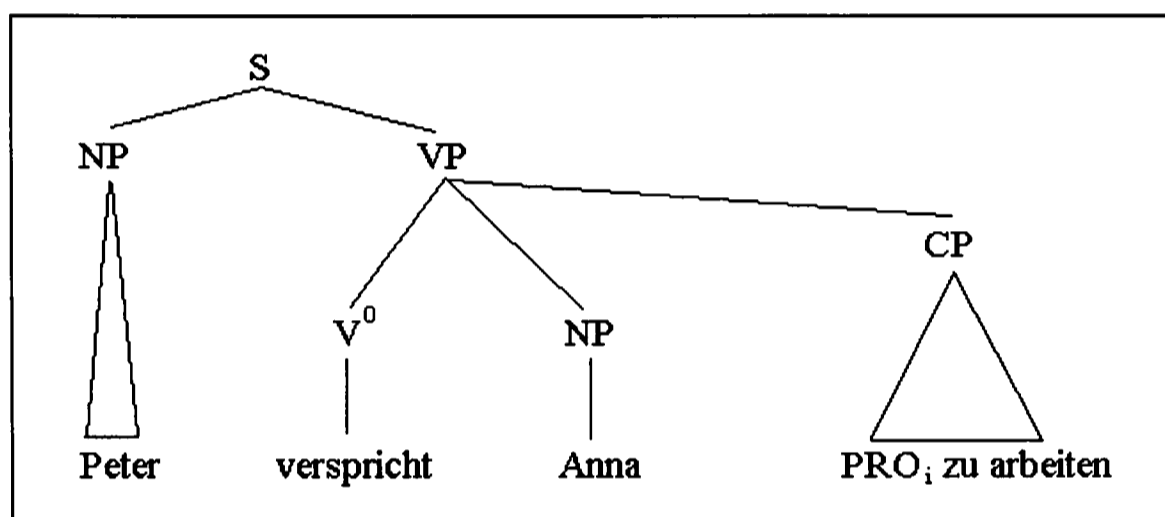 S
NP VP
CP
V⁰ NP
Peter verspricht Anna PROᵢ zu arbeiten